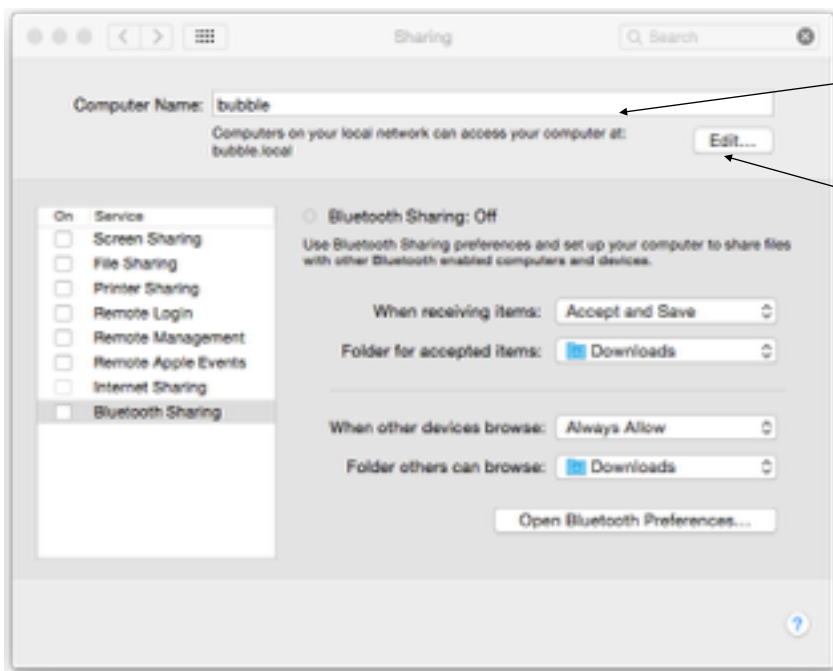 Sharing
Search
Computer Name: bubble
Computers on your local network can access your computer at:
bubble.local
Edit...
On Service
Screen Sharing
File Sharing
Printer Sharing
Remote Login
Remote Management
Remote Apple Events
Internet Sharing
Bluetooth Sharing
Bluetooth Sharing: Off
Use Bluetooth Sharing preferences and set up your computer to share files
with other Bluetooth enabled computers and devices.
When receiving items: Accept and Save
Folder for accepted items: Downloads
When other devices browse: Always Allow
Folder others can browse: Downloads
Open Bluetooth Preferences...
?